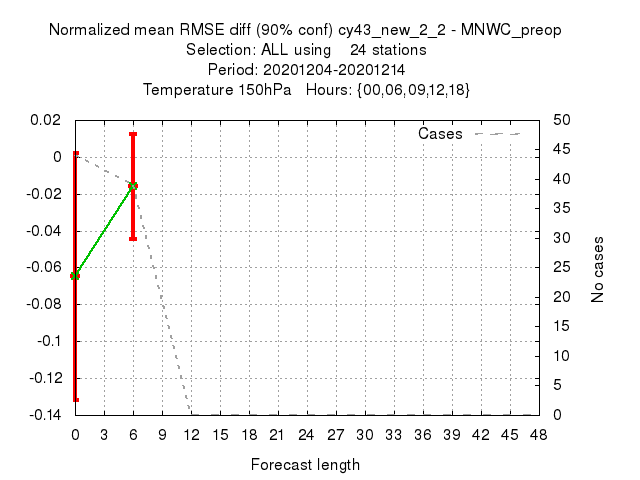 Normalized mean RMSE diff (90% conf) cy43_new_2_2 - MNWC_preop
Selection: ALL using 24 stations
Period: 20201204-20201214
Temperature 150hPa Hours: {00,06,09,12,18}
Cases
0.02
0
-0.02
-0.04
-0.06
-0.08
-0.1
-0.12
-0.14
50
45
40
35
30
25
20
15
10
5
0
No cases
0 3 6 9 12 15 18 21 24 27 30 33 36 39 42 45 48
Forecast length